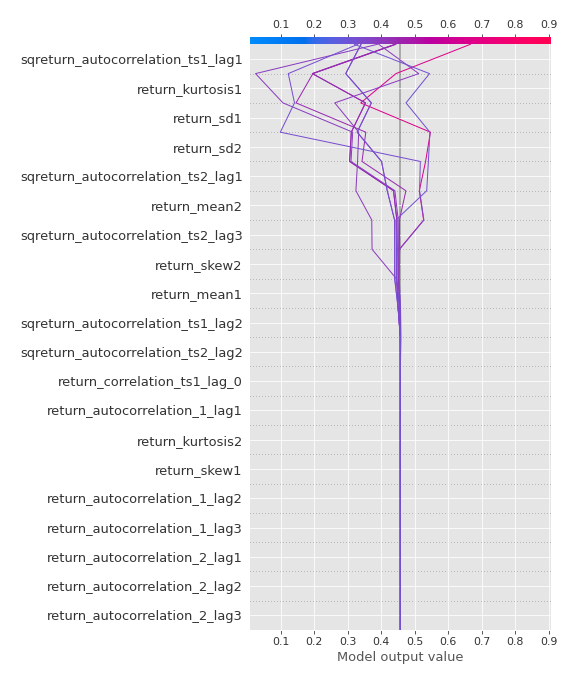 0.1 0.2 0.3 0.4 0.5 0.6 0.7 0.8 0.9
sqreturn_autocorrelation_ts1_lag1
return_kurtosis1
return_sd1
return_sd2
sqreturn_autocorrelation_ts2_lag1
return_mean2
sqreturn_autocorrelation_ts2_lag3
return_skew2
return_mean1
sqreturn_autocorrelation_ts1_lag2
sqreturn_autocorrelation_ts2_lag2
return_correlation_ts1_lag_0
return_autocorrelation_1_lag1
return_kurtosis2
return_skew1
return_autocorrelation_1_lag2
return_autocorrelation_1_lag3
return_autocorrelation_2_lag1
return_autocorrelation_2_lag2
return_autocorrelation_2_lag3
0.1 0.2 0.3 0.4 0.5 0.6 0.7 0.8 0.9
Model output value